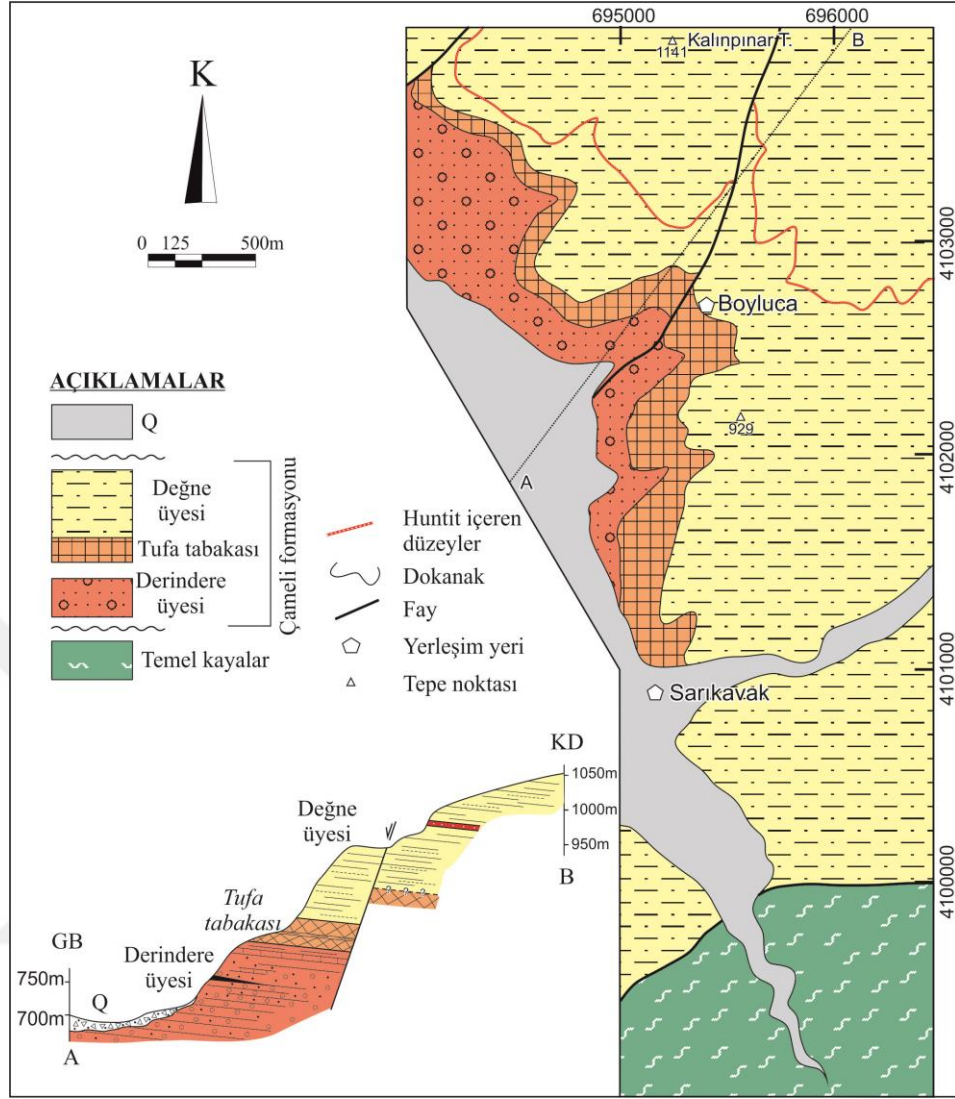 695000
696000
Kalınpınar T.
1141
B
K
0 125 500m
4103000
Boyluca
AÇIKLAMALAR
Q
929
4102000
A
Değne
üyesi
Tufa tabakası
Derindere
üyesi
Çameli formasyonu
Temel kayalar
Huntit içeren
düzeyler
Dokanak
Fay
Yerleşim yeri
Tepe noktası
4101000
Sarıkavak
KD
1050m
1000m
950m
B
Değne
üyesi
Tufa
tabakası
GB
Derindere
üyesi
750m
700m
Q
A
4100000